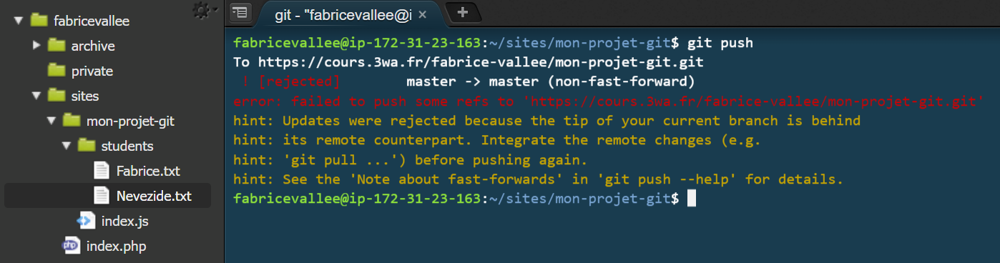 fabricevallee
archive
private
sites
mon-projet-git
students
Fabrice.txt
Nevezide.txt
index.js
php index.php
git - "fabricevallee@i × +
fabricevallee@ip-172-31-23-163:~/sites/mon-projet-git$ git push
To https://cours.3wa.fr/fabrice-vallee/mon-projet-git.git
! [rejected]        master -> master (non-fast-forward)
error: failed to push some refs to 'https://cours.3wa.fr/fabrice-vallee/mon-projet-git.git'
hint: Updates were rejected because the tip of your current branch is behind
hint: its remote counterpart. Integrate the remote changes (e.g.
hint: 'git pull ...') before pushing again.
hint: See the 'Note about fast-forwards' in 'git push --help' for details.
fabricevallee@ip-172-31-23-163:~/sites/mon-projet-git$